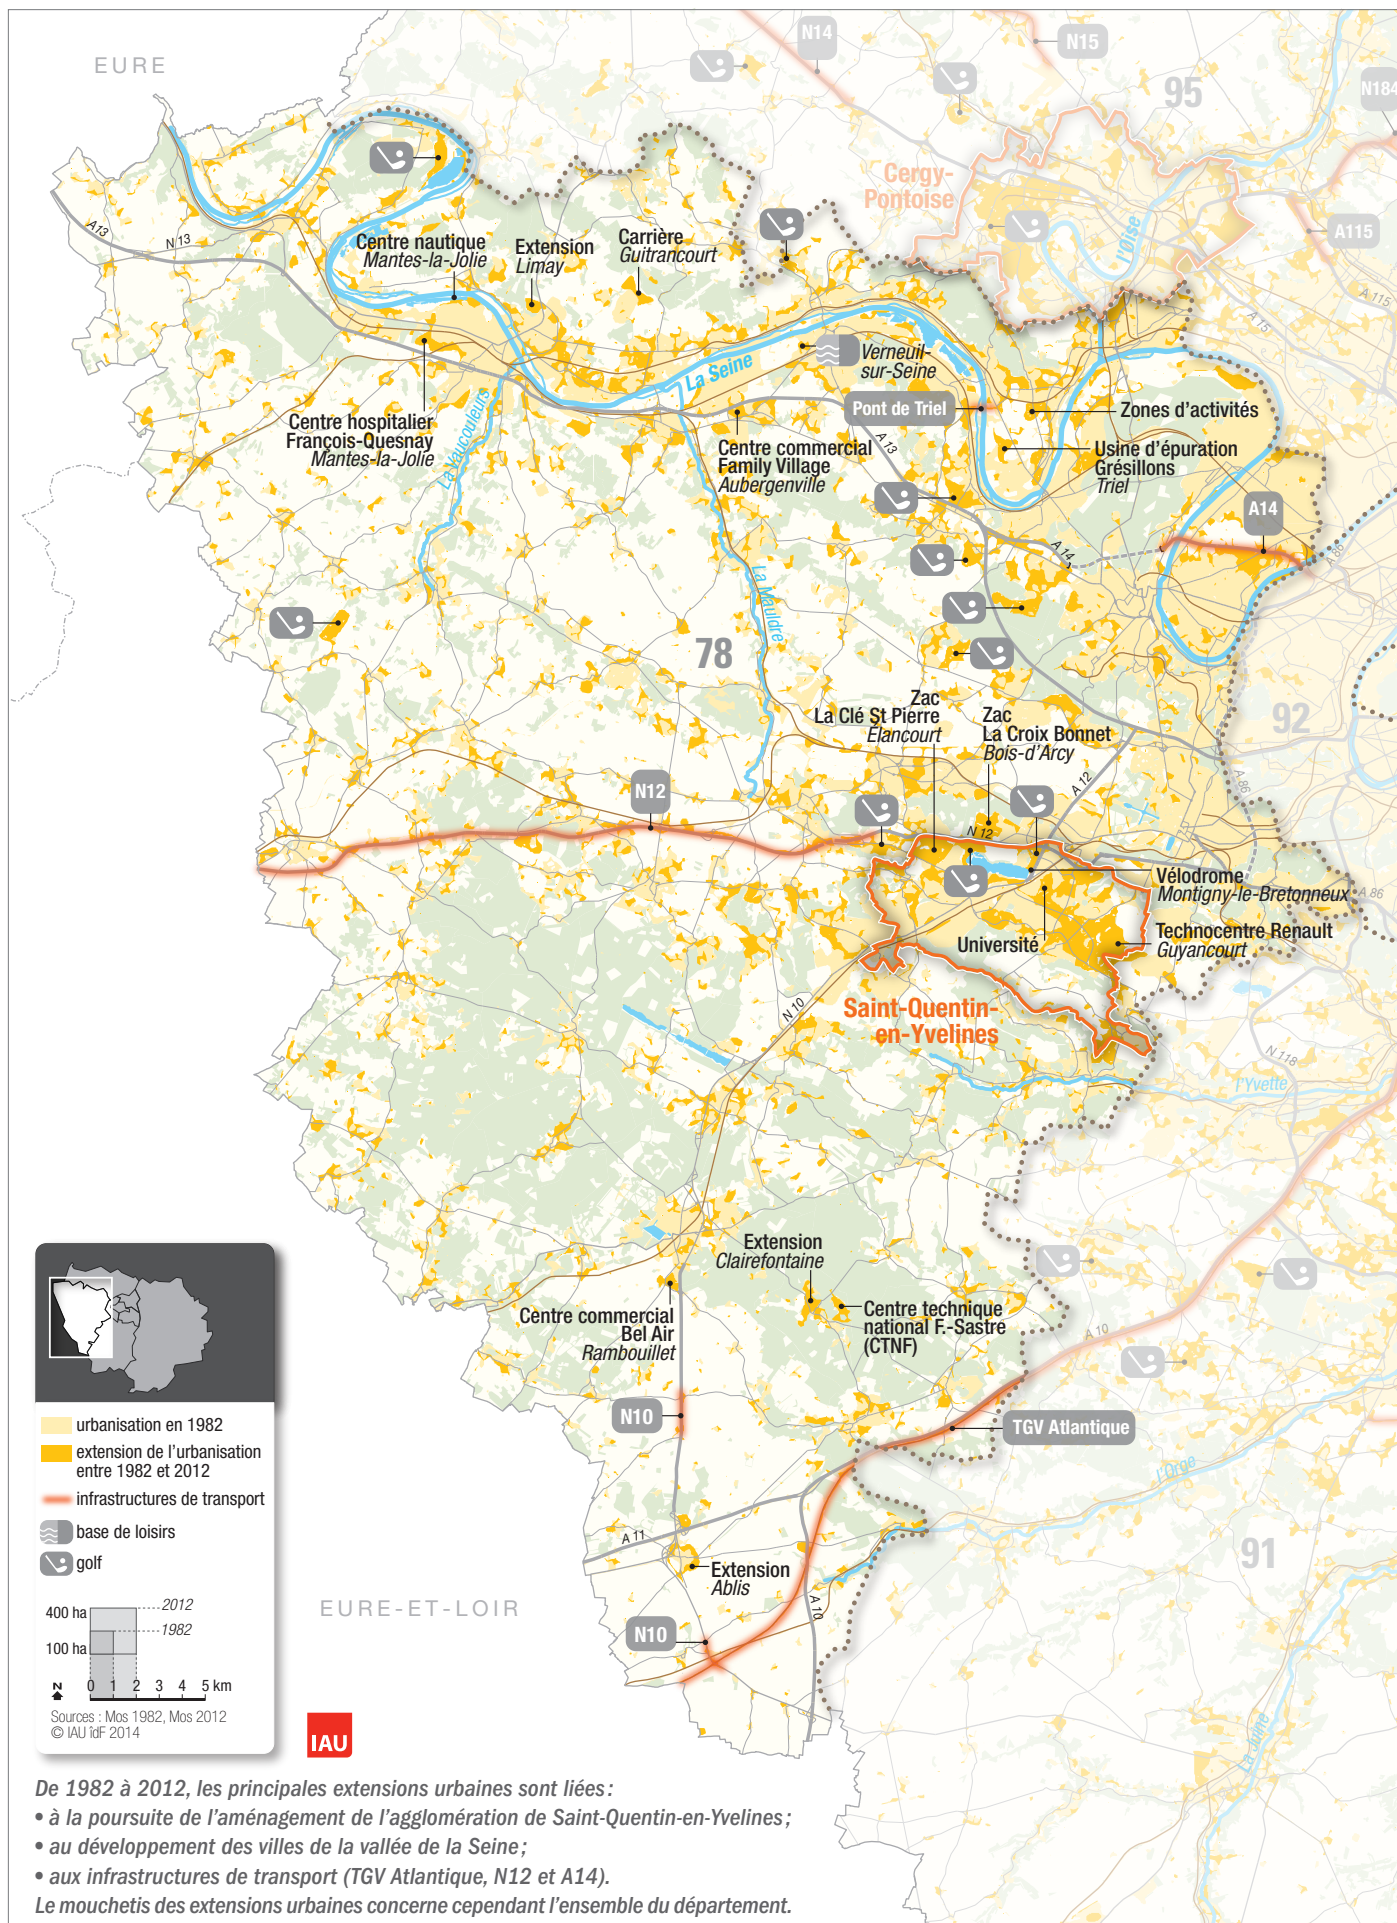 EURE
N14
N15
95
N184
Cergy-
Pontoise
l'Oise
A115
A 115
A 15
A13
N 13
Centre nautique
Mantes-la-Jolie
Extension
Limay
Carrière
Guitrancourt
La Seine
Verneuil-
sur-Seine
Pont de Triel
Zones d'activités
Centre hospitalier
François-Quesnay
Mantes-la-Jolie
La Vaucouleurs
Centre commercial
Family Village
Aubergenville
A 13
Usine d'épuration
Grésillons
Triel
A14
A 14
A 86
La Mauldre
78
92
Zac
La Clé St Pierre
Élancourt
Zac
La Croix Bonnet
Bois-d'Arcy
A 12
A 86
N12
N 12
Vélodrome
Montigny-le-Bretonneux
A 86
Université
Technocentre Renault
Guyancourt
N 10
Saint-Quentin-
en-Yvelines
N 118
l'Yvette
Extension
Clairefontaine
Centre commercial
Bel Air
Rambouillet
Centre technique
national F.-Sastre
(CTNF)
A 10
N10
TGV Atlantique
l'Orge
A 11
Extension
Ablis
A 10
91
EURE-ET-LOIR
N10
La Juine
urbanisation en 1982
extension de l'urbanisation
entre 1982 et 2012
infrastructures de transport
base de loisirs
golf
400 ha
2012
1982
100 ha
N
0 1 2 3 4 5 km
Sources : Mos 1982, Mos 2012
© IAU îdF 2014
IAU
De 1982 à 2012, les principales extensions urbaines sont liées :
• à la poursuite de l'aménagement de l'agglomération de Saint-Quentin-en-Yvelines ;
• au développement des villes de la vallée de la Seine ;
• aux infrastructures de transport (TGV Atlantique, N12 et A14).
Le mouchetis des extensions urbaines concerne cependant l'ensemble du département.